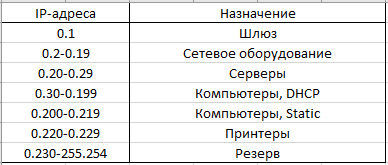 IP-адреса Назначение
0.1 Шлюз
0.2-0.19 Сетевое оборудование
0.20-0.29 Серверы
0.30-0.199 Компьютеры, DHCP
0.200-0.219 Компьютеры, Static
0.220-0.229 Принтеры
0.230-255.254 Резерв